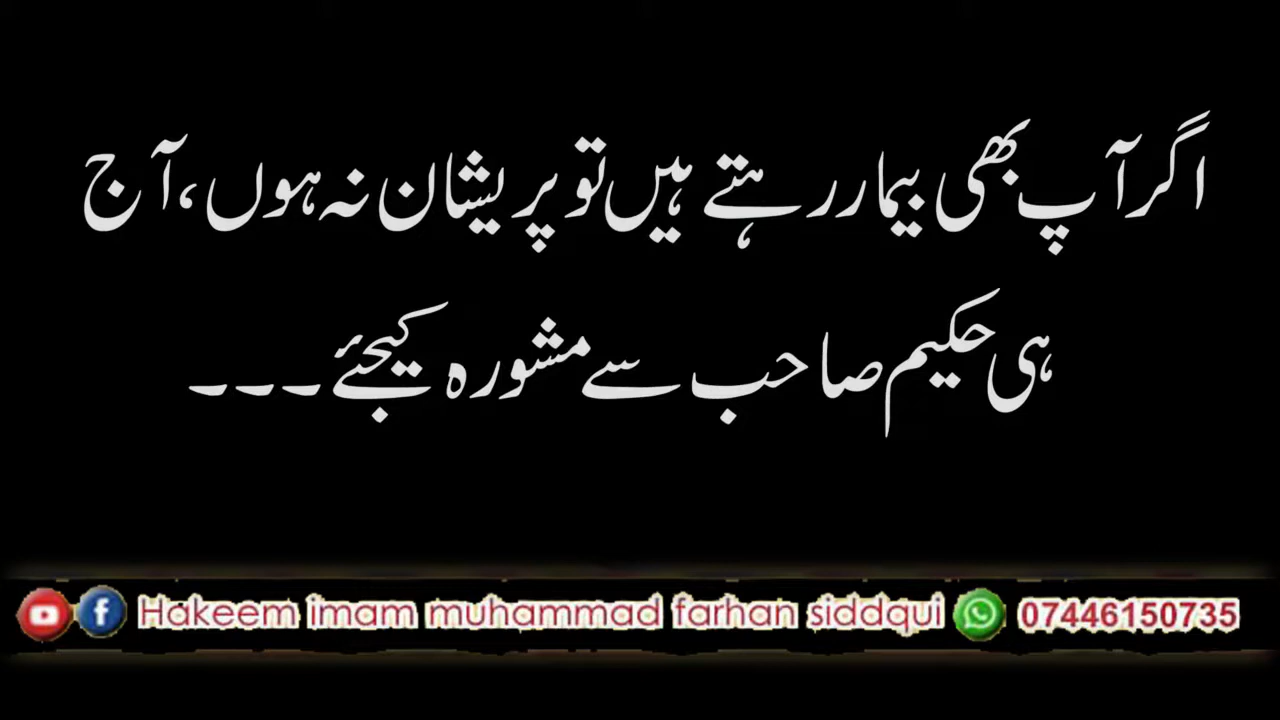 اگر آپ بھی بیمار رہتے ہیں تو پریشان نہ ہوں، آج
ہی حکیم صاحب سے مشورہ کیجئے۔۔۔
Hakeem imam muhammad farhan siddqui 07446150735